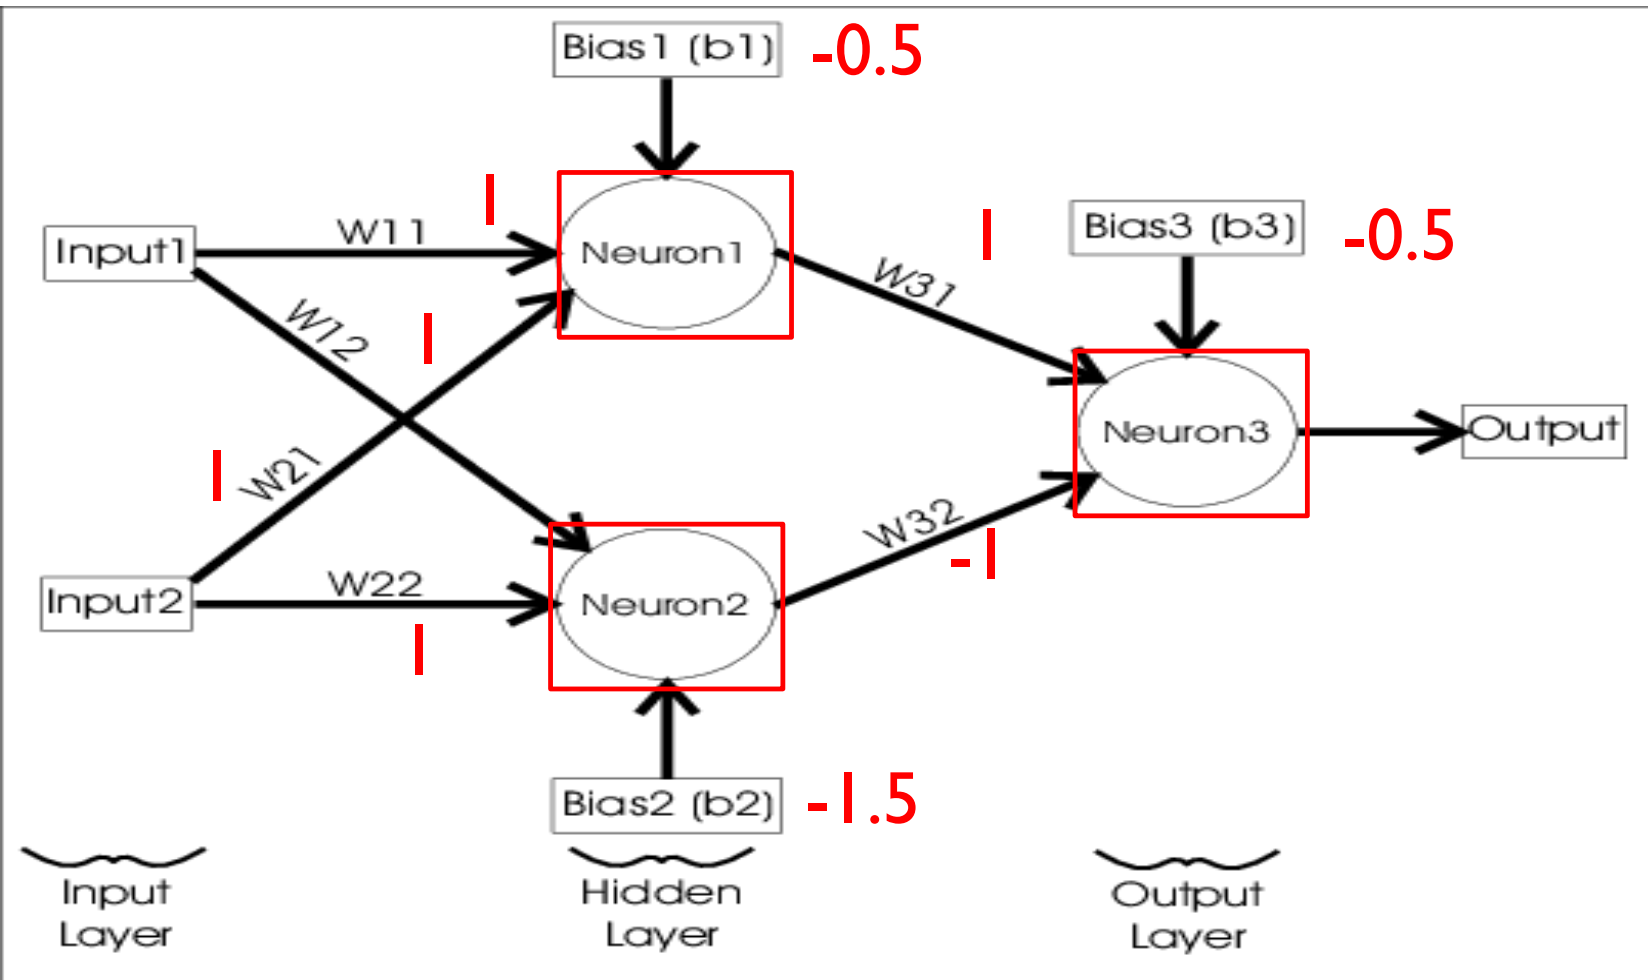 Bias1 (b1) -0.5
1
1
Input1
W11
Neuron1
W31
Bias3 (b3) -0.5
W12
1
1
W21
Neuron3
Output
W32
-1
Input2
W22
Neuron2
1
Bias2 (b2) -1.5
Input
Layer
Hidden
Layer
Output
Layer